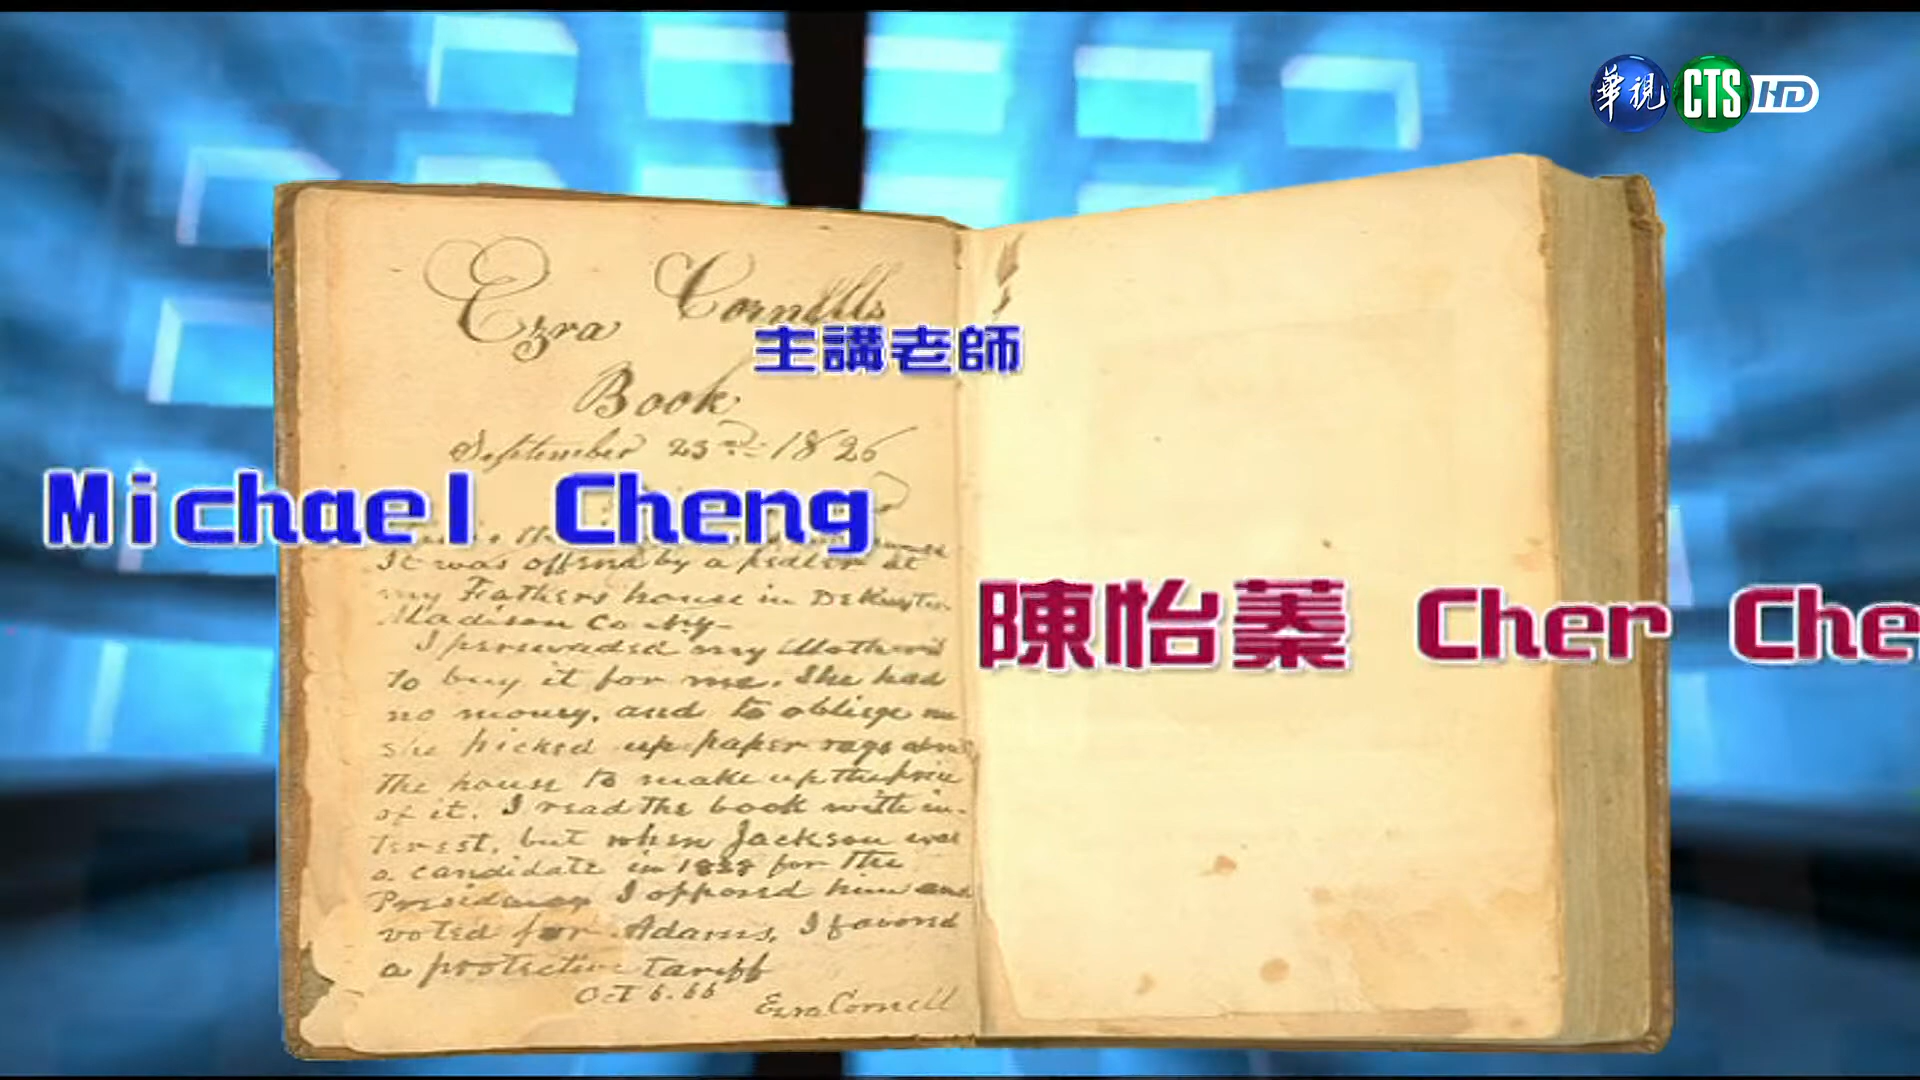 華視 CTS HD
Ezra Cornells
主講老師
Book
September 23rd 1826
Michael Cheng
It was offered by a pedler at
my Fathers house in DeRuyter
Madison Co NY-
陳怡蓁 Cher Che
I persuaded my Mother
to buy it for me. She had
no money, and to oblige me
she picked up paper rags about
the house to make up the price
of it. I read the book with in-
terest, but when Jackson was
a candidate in 1828 for the
Presidency I opposed him and
voted for Adams, I favored
a protective tariff
Oct 6.66
Ezra Cornell